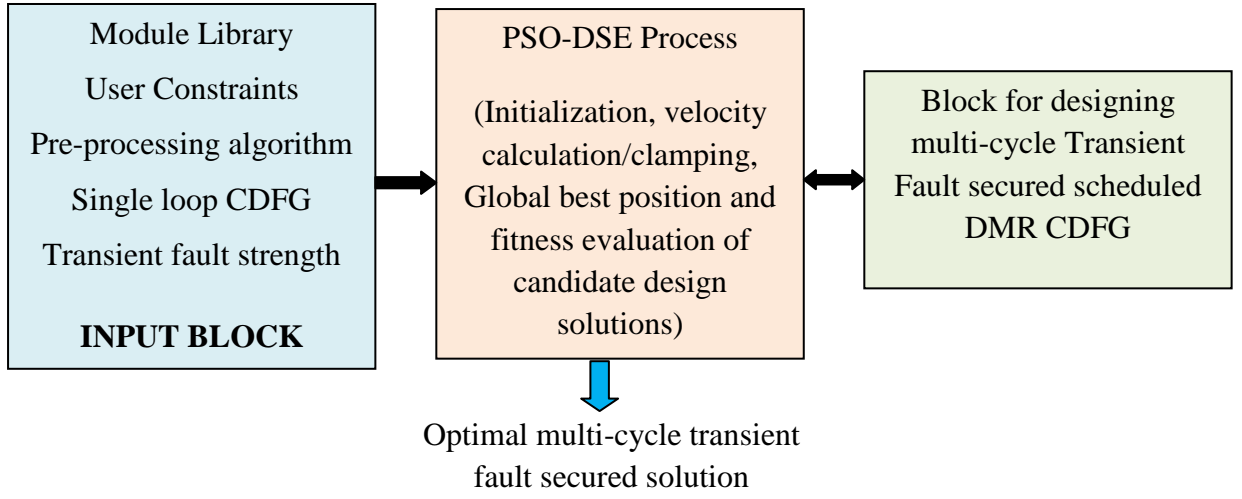 Module Library
User Constraints
Pre-processing algorithm
Single loop CDFG
Transient fault strength
INPUT BLOCK
PSO-DSE Process
(Initialization, velocity
calculation/clamping,
Global best position and
fitness evaluation of
candidate design
solutions)
Block for designing
multi-cycle Transient
Fault secured scheduled
DMR CDFG
Optimal multi-cycle transient
fault secured solution